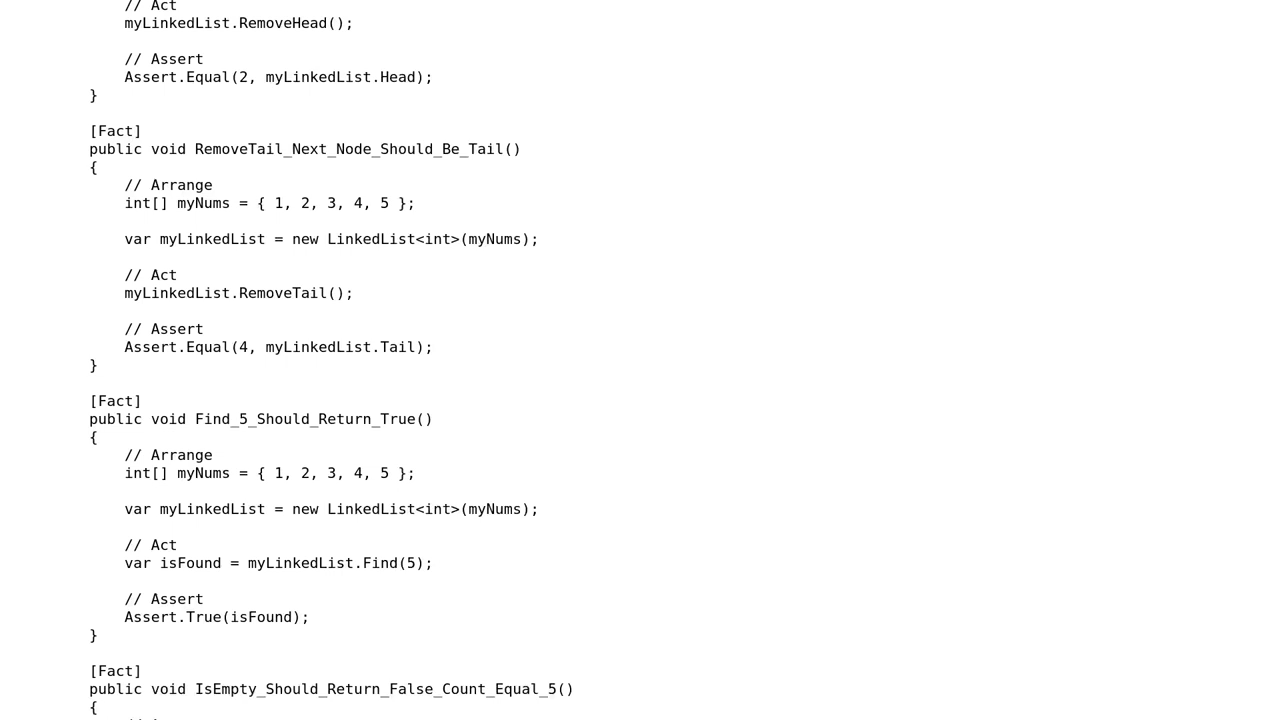 // Act
myLinkedList.RemoveHead();
// Assert
Assert.Equal(2, myLinkedList.Head);
}
[Fact]
public void RemoveTail_Next_Node_Should_Be_Tail()
{
// Arrange
int[] myNums = { 1, 2, 3, 4, 5 };
var myLinkedList = new LinkedList<int>(myNums);
// Act
myLinkedList.RemoveTail();
// Assert
Assert.Equal(4, myLinkedList.Tail);
}
[Fact]
public void Find_5_Should_Return_True()
{
// Arrange
int[] myNums = { 1, 2, 3, 4, 5 };
var myLinkedList = new LinkedList<int>(myNums);
// Act
var isFound = myLinkedList.Find(5);
// Assert
Assert.True(isFound);
}
[Fact]
public void IsEmpty_Should_Return_False_Count_Equal_5()
{